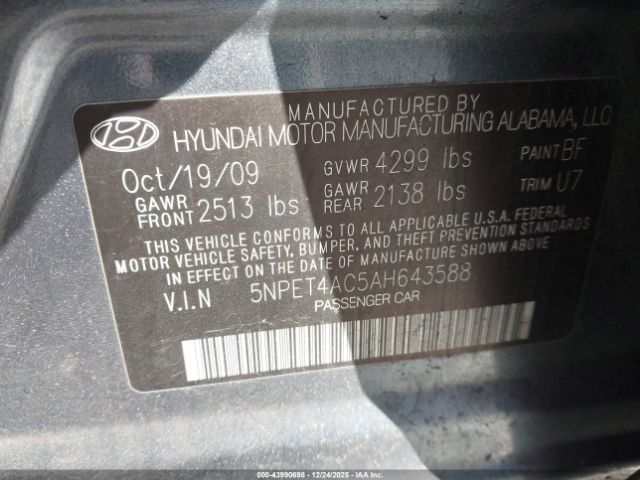 MANUFACTURED BY
HYUNDAI MOTOR MANUFACTURING ALABAMA, LLC
Oct/19/09 GVWR 4299 lbs PAINT BF
GAWR FRONT 2513 lbs GAWR REAR 2138 lbs TRIM U7
THIS VEHICLE CONFORMS TO ALL APPLICABLE U.S.A. FEDERAL
MOTOR VEHICLE SAFETY, BUMPER, AND THEFT PREVENTION STANDARDS
IN EFFECT ON THE DATE OF MANUFACTURE SHOWN ABOVE
V.I.N 5NPET4AC5AH643588
PASSENGER CAR
000-43990698 - 12/24/2025 - COPYRIGHT IAA, LLC